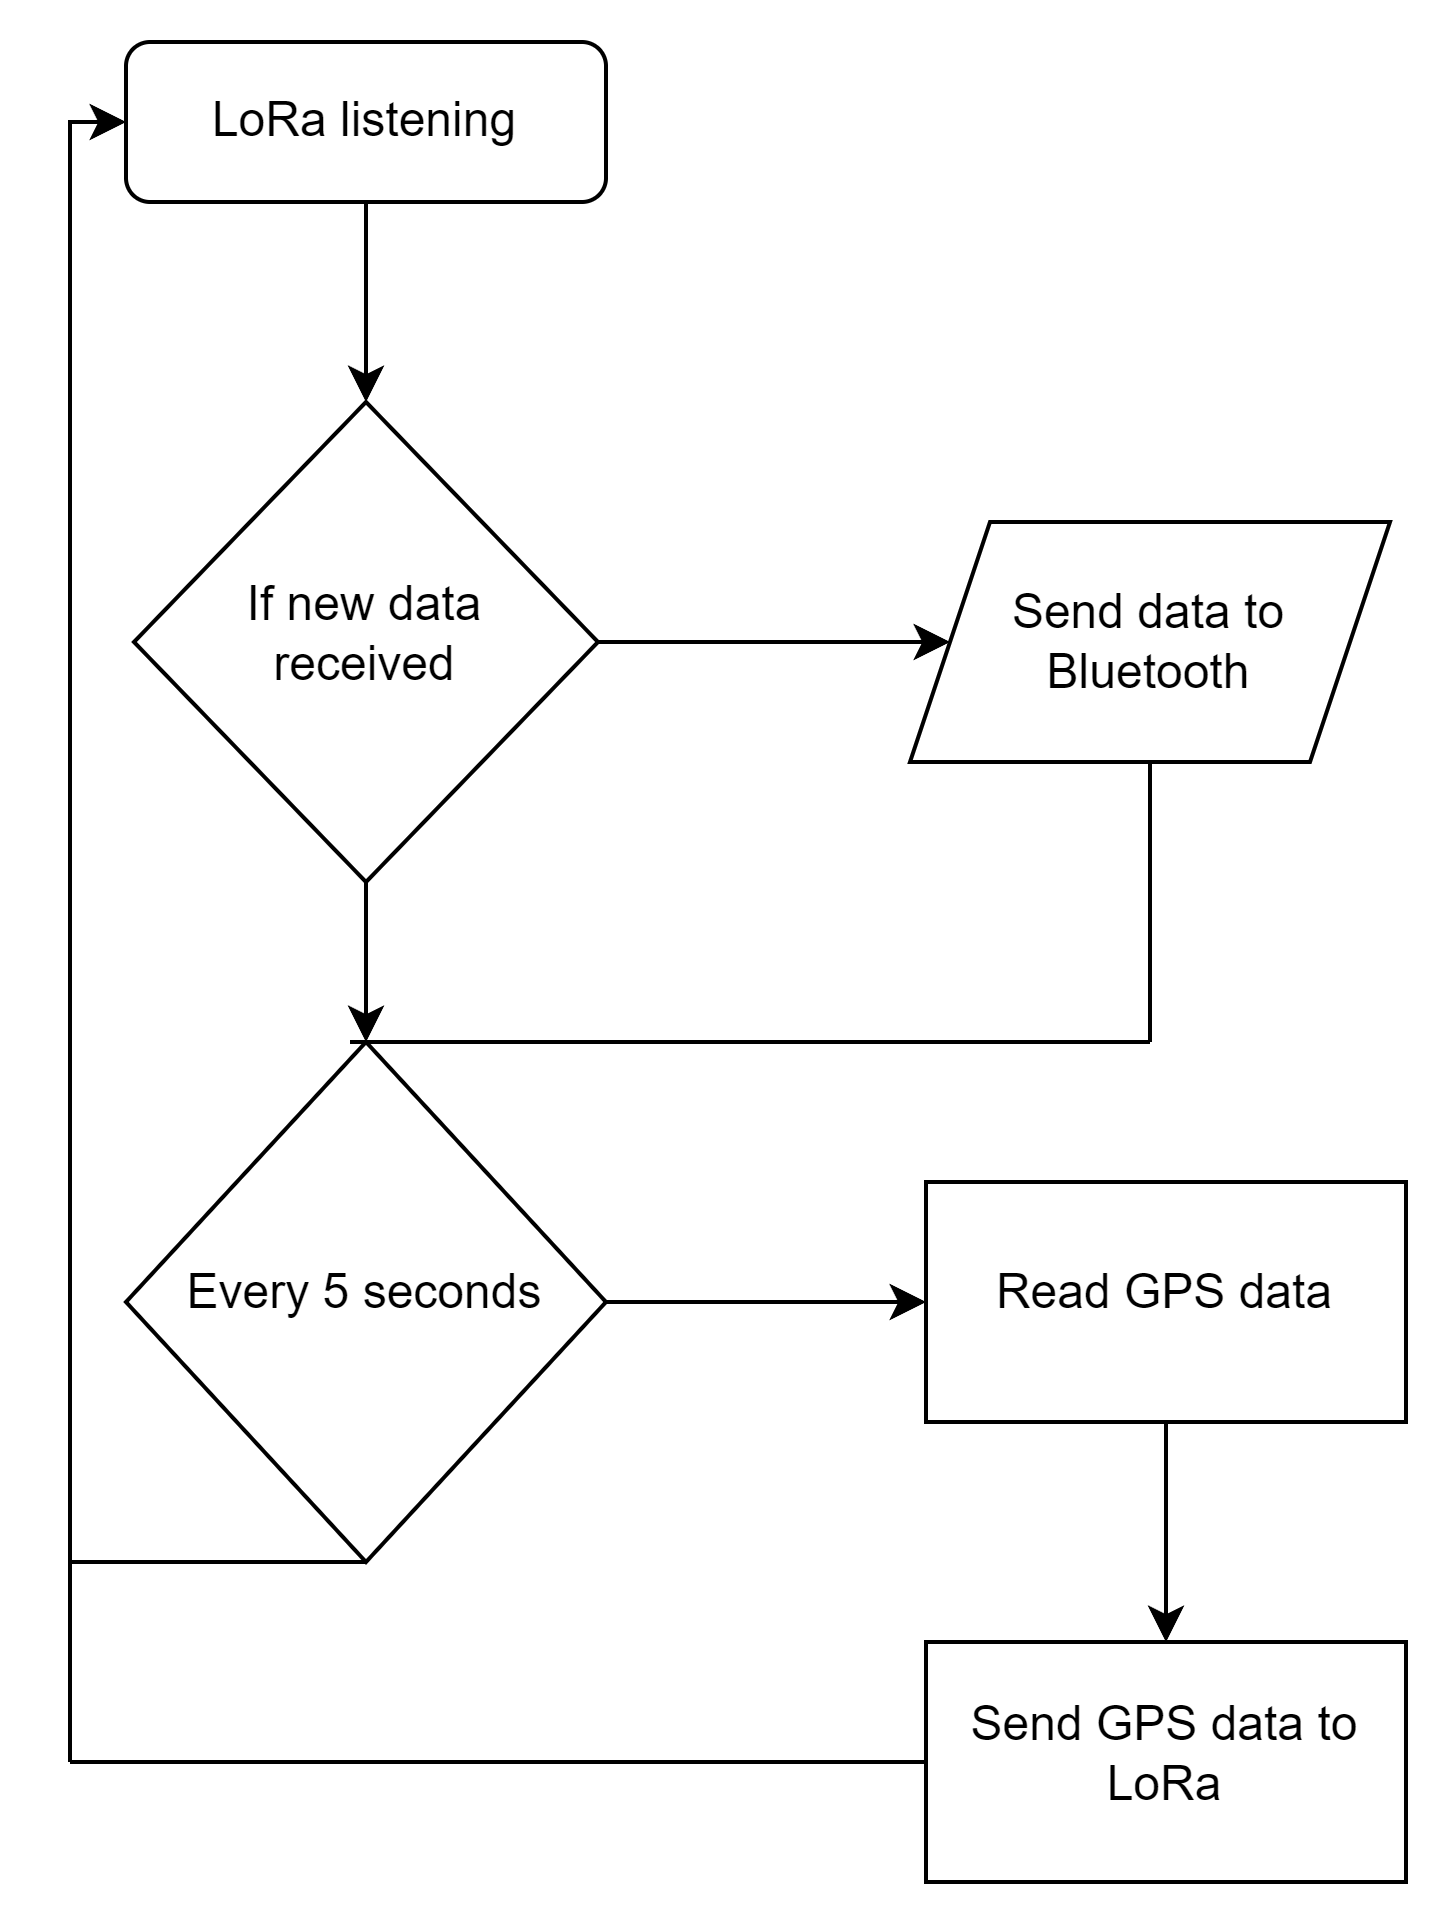 LoRa listening
If new data
received
Send data to
Bluetooth
Every 5 seconds
Read GPS data
Send GPS data to
LoRa